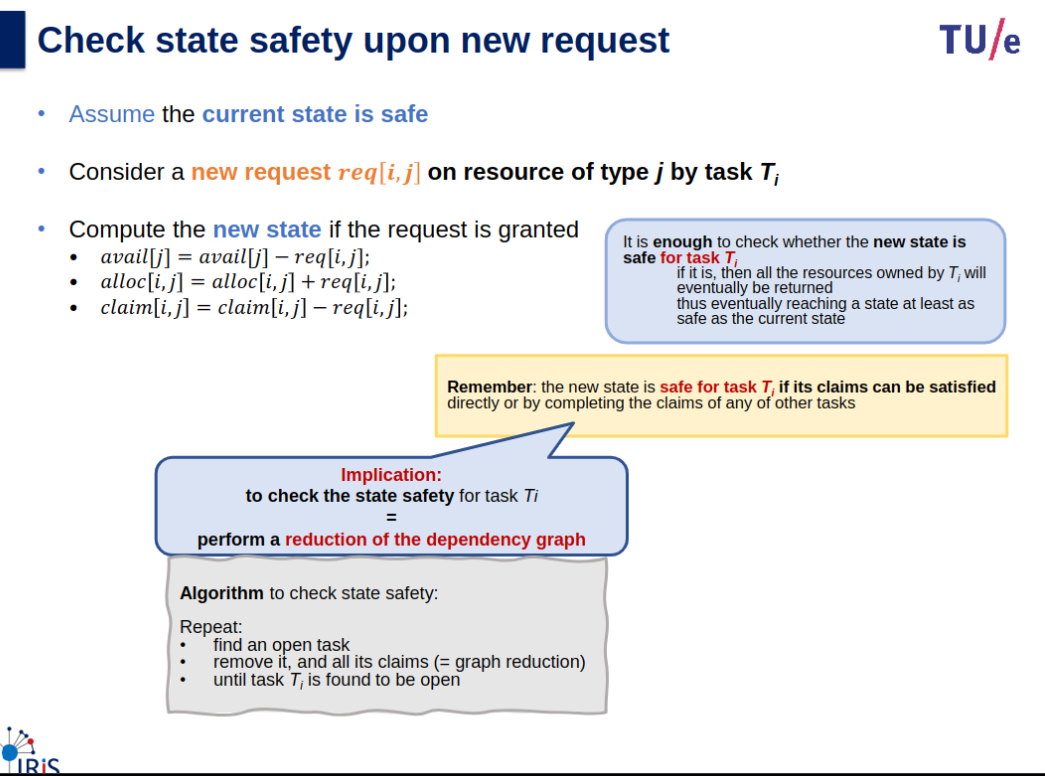 Check state safety upon new request
TU/e
• Assume the current state is safe
• Consider a new request req[i,j] on resource of type j by task Ti
• Compute the new state if the request is granted
• avail[j] = avail[j] − req[i,j];
• alloc[i,j] = alloc[i,j] + req[i,j];
• claim[i,j] = claim[i,j] − req[i,j];
It is enough to check whether the new state is
safe for task Ti
if it is, then all the resources owned by Ti will
eventually be returned
thus eventually reaching a state at least as
safe as the current state
Remember: the new state is safe for task Ti if its claims can be satisfied
directly or by completing the claims of any of other tasks
Implication:
to check the state safety for task Ti
=
perform a reduction of the dependency graph
Algorithm to check state safety:
Repeat:
• find an open task
• remove it, and all its claims (= graph reduction)
• until task Ti is found to be open
IRiS